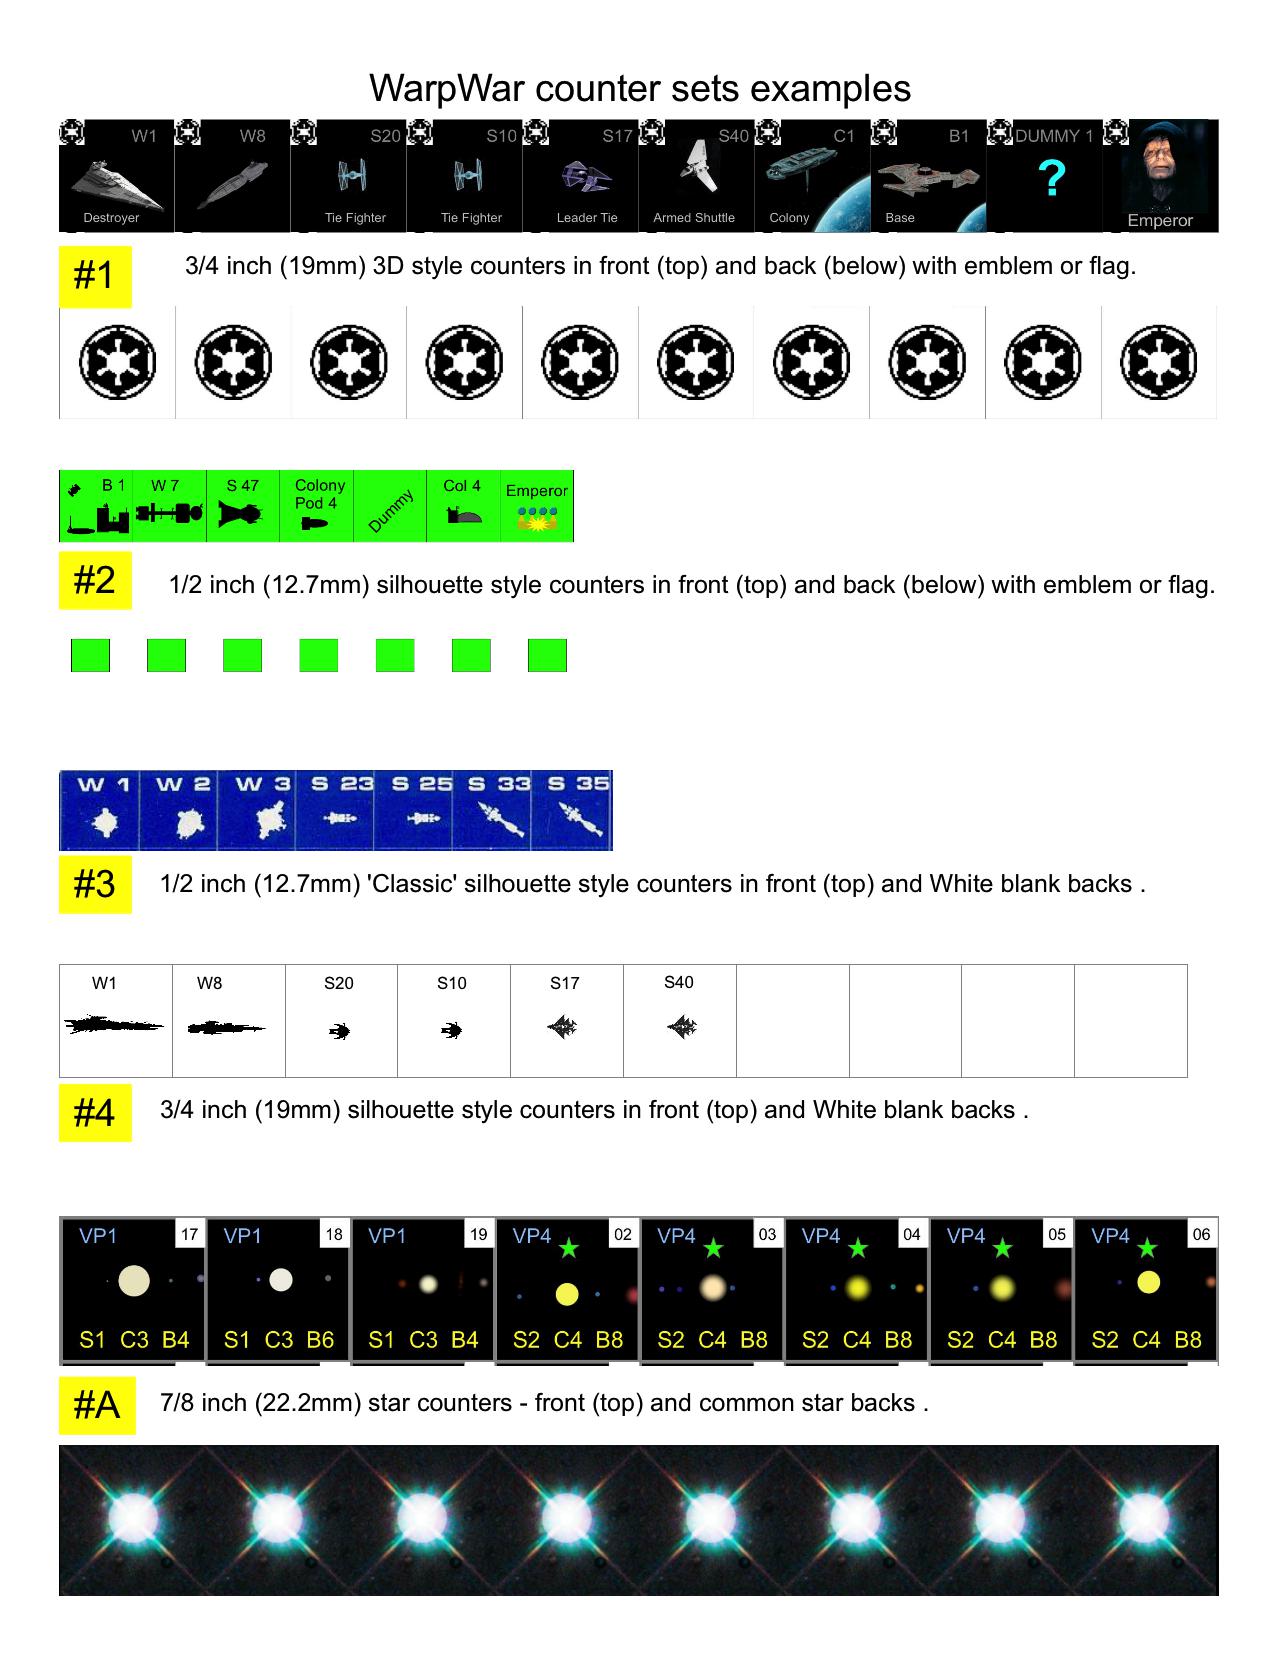 WarpWar counter sets examples
W1 W8 S20 S10 S17 S40 C1 B1 DUMMY 1
?
Destroyer Tie Fighter Tie Fighter Leader Tie Armed Shuttle Colony Base Emperor
#1 3/4 inch (19mm) 3D style counters in front (top) and back (below) with emblem or flag.
B 1 W 7 S 47 Colony Col 4 Emperor
Pod 4
Dummy
#2 1/2 inch (12.7mm) silhouette style counters in front (top) and back (below) with emblem or flag.
W 1 W 2 W 3 S 23 S 25 S 33 S 35
#3 1/2 inch (12.7mm) 'Classic' silhouette style counters in front (top) and White blank backs .
W1 W8 S20 S10 S17 S40
#4 3/4 inch (19mm) silhouette style counters in front (top) and White blank backs .
VP1 17 VP1 18 VP1 19 VP4 02 VP4 03 VP4 04 VP4 05 VP4 06
S1 C3 B4 S1 C3 B6 S1 C3 B4 S2 C4 B8 S2 C4 B8 S2 C4 B8 S2 C4 B8 S2 C4 B8
#A 7/8 inch (22.2mm) star counters - front (top) and common star backs .